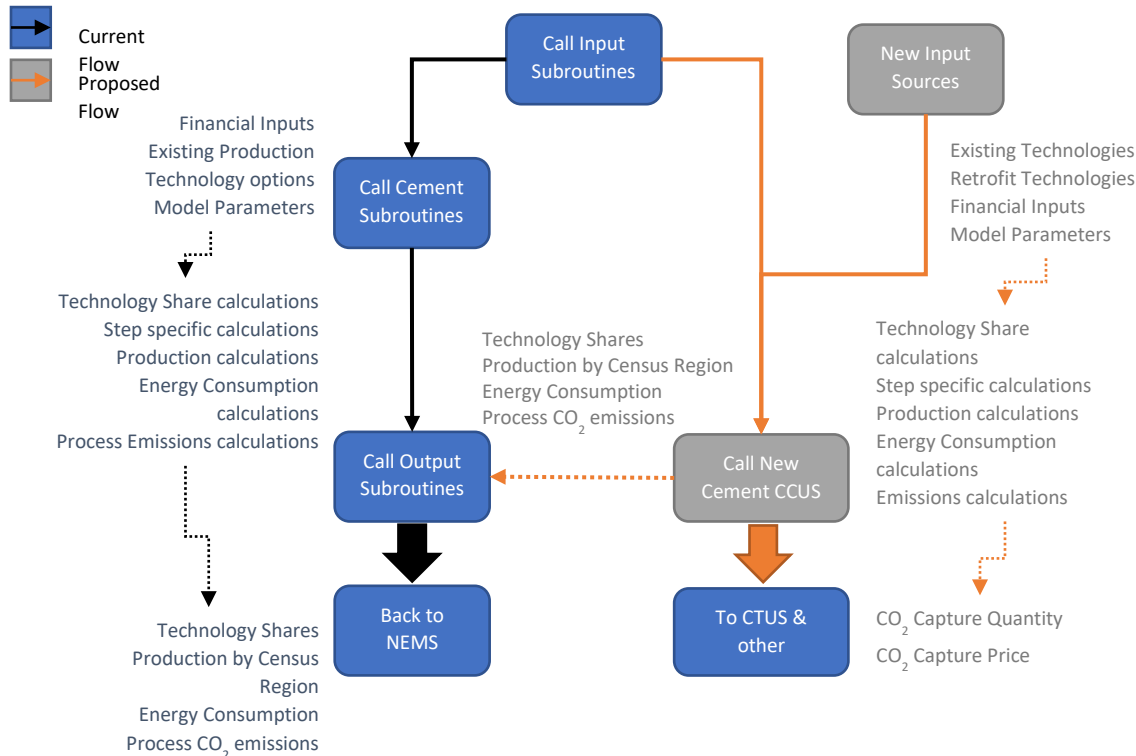 Current
Flow
Proposed
Flow
Call Input
Subroutines
New Input
Sources
Financial Inputs
Existing Production
Technology options
Model Parameters
Call Cement
Subroutines
Existing Technologies
Retrofit Technologies
Financial Inputs
Model Parameters
Technology Share calculations
Step specific calculations
Production calculations
Energy Consumption
calculations
Process Emissions calculations
Technology Shares
Production by Census Region
Energy Consumption
Process CO₂ emissions
Technology Share
calculations
Step specific calculations
Production calculations
Energy Consumption
calculations
Emissions calculations
Call Output
Subroutines
Call New
Cement CCUS
Back to
NEMS
To CTUS &
other
Technology Shares
Production by Census
Region
Energy Consumption
Process CO₂ emissions
CO₂ Capture Quantity
CO₂ Capture Price